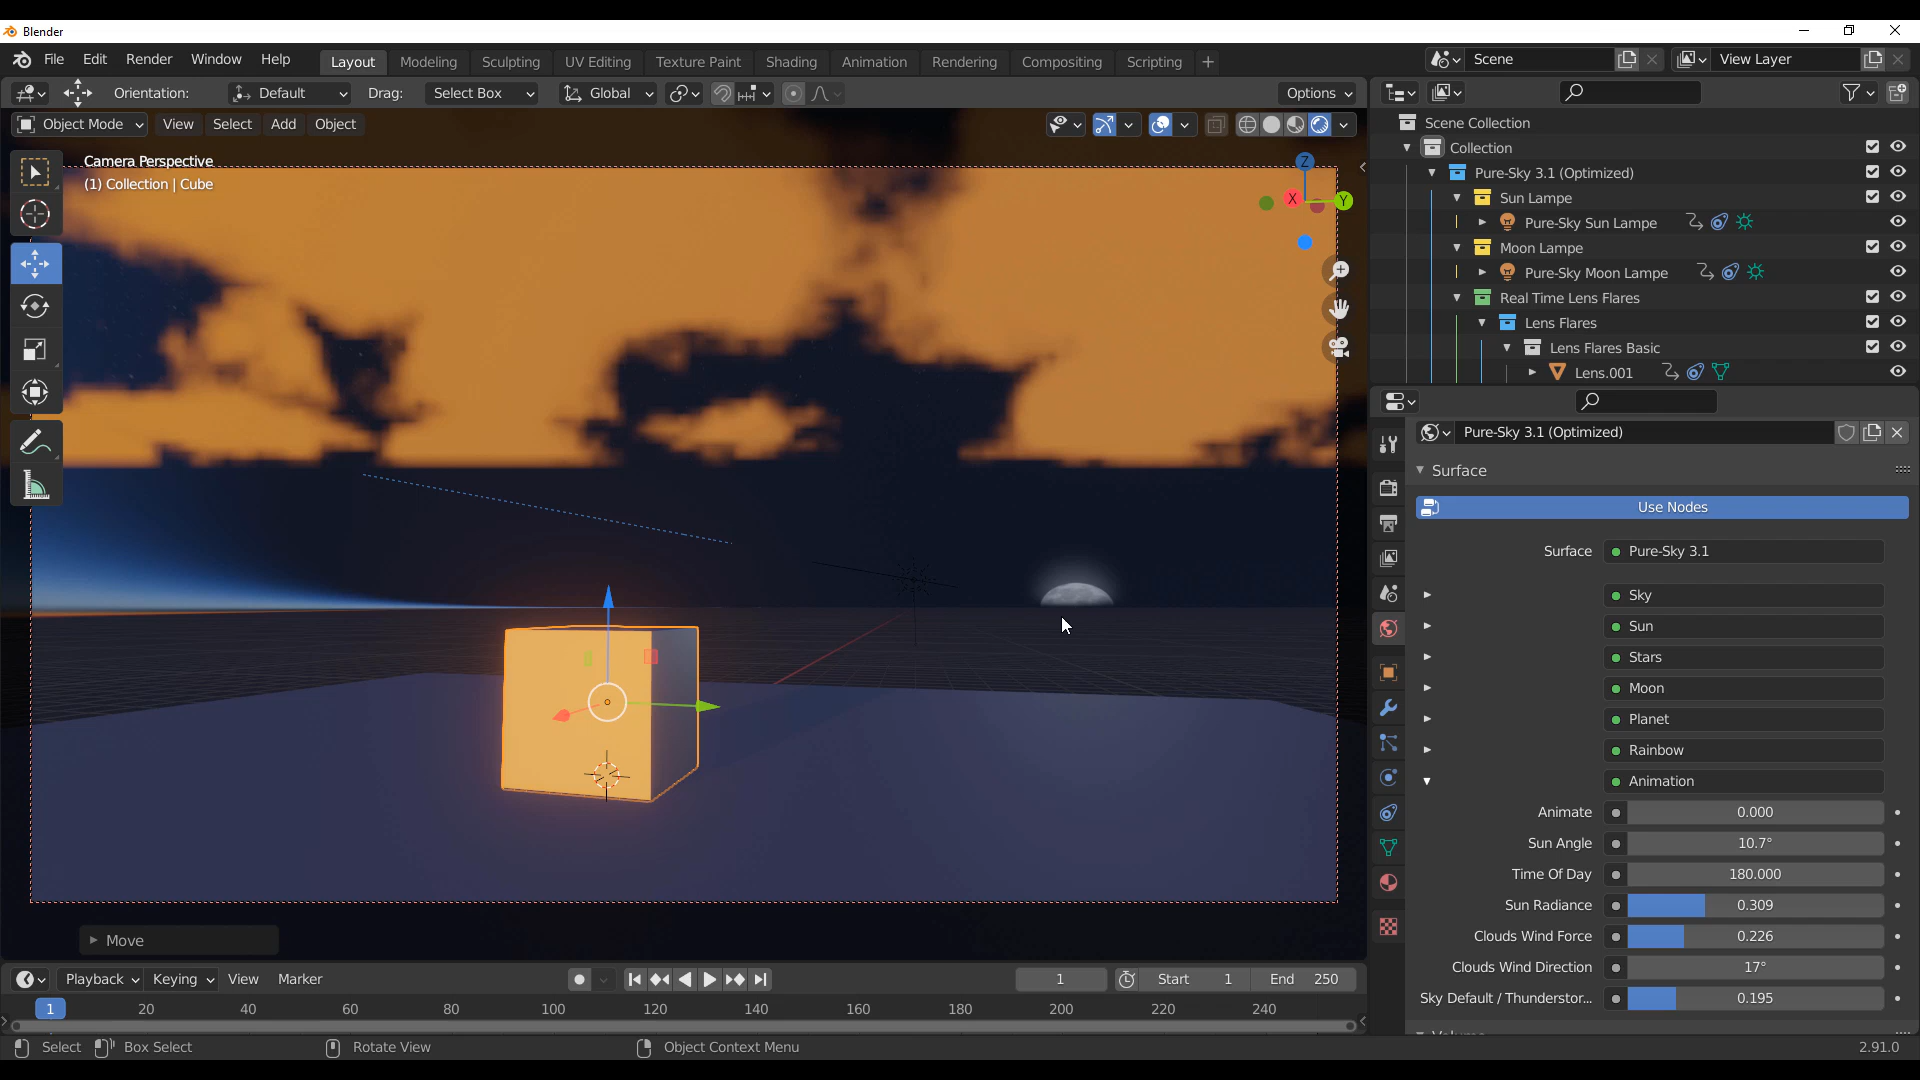 Blender
File Edit Render Window Help Layout Modeling Sculpting UV Editing Texture Paint Shading Animation Rendering Compositing Scripting + Scene View Layer
Orientation: Default Drag: Select Box Global Options
Object Mode View Select Add Object
Camera Perspective
(1) Collection | Cube
Z
X
Y
Move
Scene Collection
Collection
Pure-Sky 3.1 (Optimized)
Sun Lampe
Pure-Sky Sun Lampe
Moon Lampe
Pure-Sky Moon Lampe
Real Time Lens Flares
Lens Flares
Lens Flares Basic
Lens.001
Pure-Sky 3.1 (Optimized)
Surface
Use Nodes
Surface Pure-Sky 3.1
Sky
Sun
Stars
Moon
Planet
Rainbow
Animation
Animate 0.000
Sun Angle 10.7°
Time Of Day 180.000
Sun Radiance 0.309
Clouds Wind Force 0.226
Clouds Wind Direction 17°
Sky Default / Thunderstor... 0.195
Playback Keying View Marker 1 Start 1 End 250
1 20 40 60 80 100 120 140 160 180 200 220 240
Select Box Select Rotate View Object Context Menu 2.91.0